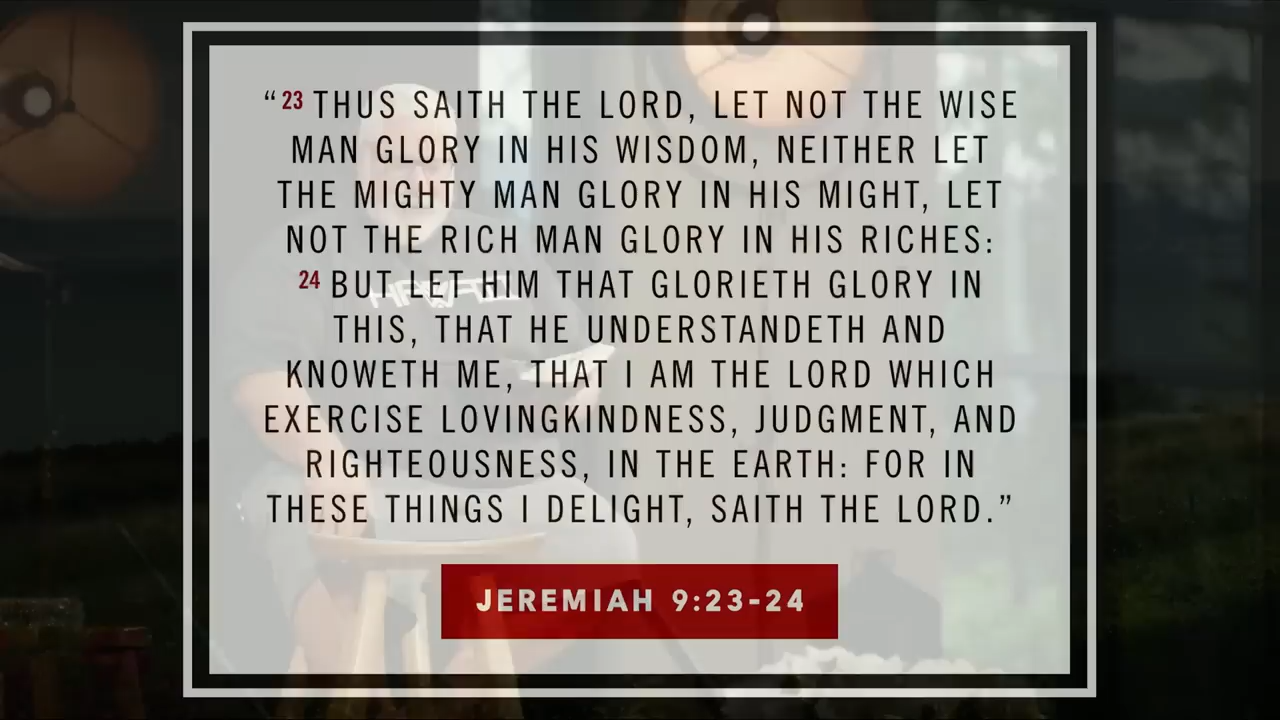 “23 THUS SAITH THE LORD, LET NOT THE WISE
MAN GLORY IN HIS WISDOM, NEITHER LET
THE MIGHTY MAN GLORY IN HIS MIGHT, LET
NOT THE RICH MAN GLORY IN HIS RICHES:
24 BUT LET HIM THAT GLORIETH GLORY IN
THIS, THAT HE UNDERSTANDETH AND
KNOWETH ME, THAT I AM THE LORD WHICH
EXERCISE LOVINGKINDNESS, JUDGMENT, AND
RIGHTEOUSNESS, IN THE EARTH: FOR IN
THESE THINGS I DELIGHT, SAITH THE LORD.”
JEREMIAH 9:23-24